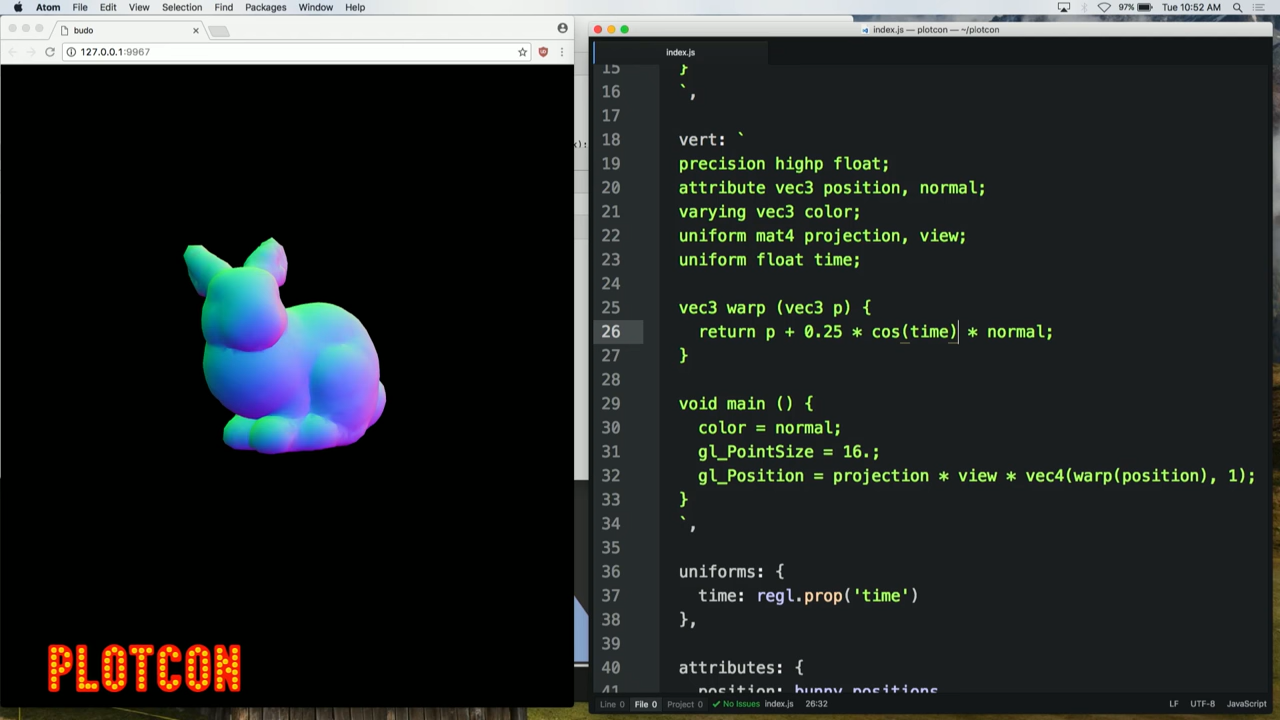 Atom File Edit View Selection Find Packages Window Help
97% Tue 10:52 AM
budo
127.0.0.1:9967
index.js — plotcon — ~/plotcon
index.js
15 }
16 `,
17
18 vert: `
19 precision highp float;
20 attribute vec3 position, normal;
21 varying vec3 color;
22 uniform mat4 projection, view;
23 uniform float time;
24
25 vec3 warp (vec3 p) {
26 return p + 0.25 * cos(time) * normal;
27 }
28
29 void main () {
30 color = normal;
31 gl_PointSize = 16.;
32 gl_Position = projection * view * vec4(warp(position), 1);
33 }
34 `,
35
36 uniforms: {
37 time: regl.prop('time')
38 },
39
40 attributes: {
41 position: bunny.positions
PLOTCON
Line 0 File 0 Project 0 ✓ No Issues index.js 26:32 LF UTF-8 JavaScript